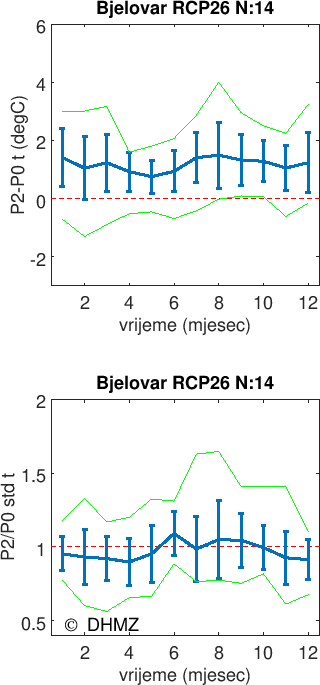 Bjelovar RCP26 N:14
P2-P0 t (degC)
6
4
2
0
-2
2 4 6 8 10 12
vrijeme (mjesec)
Bjelovar RCP26 N:14
P2/P0 std t
2
1.5
1
0.5
© DHMZ
2 4 6 8 10 12
vrijeme (mjesec)